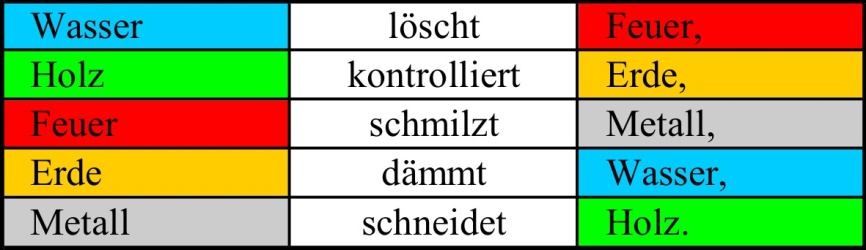 Wasser löscht Feuer,
Holz kontrolliert Erde,
Feuer schmilzt Metall,
Erde dämmt Wasser,
Metall schneidet Holz.